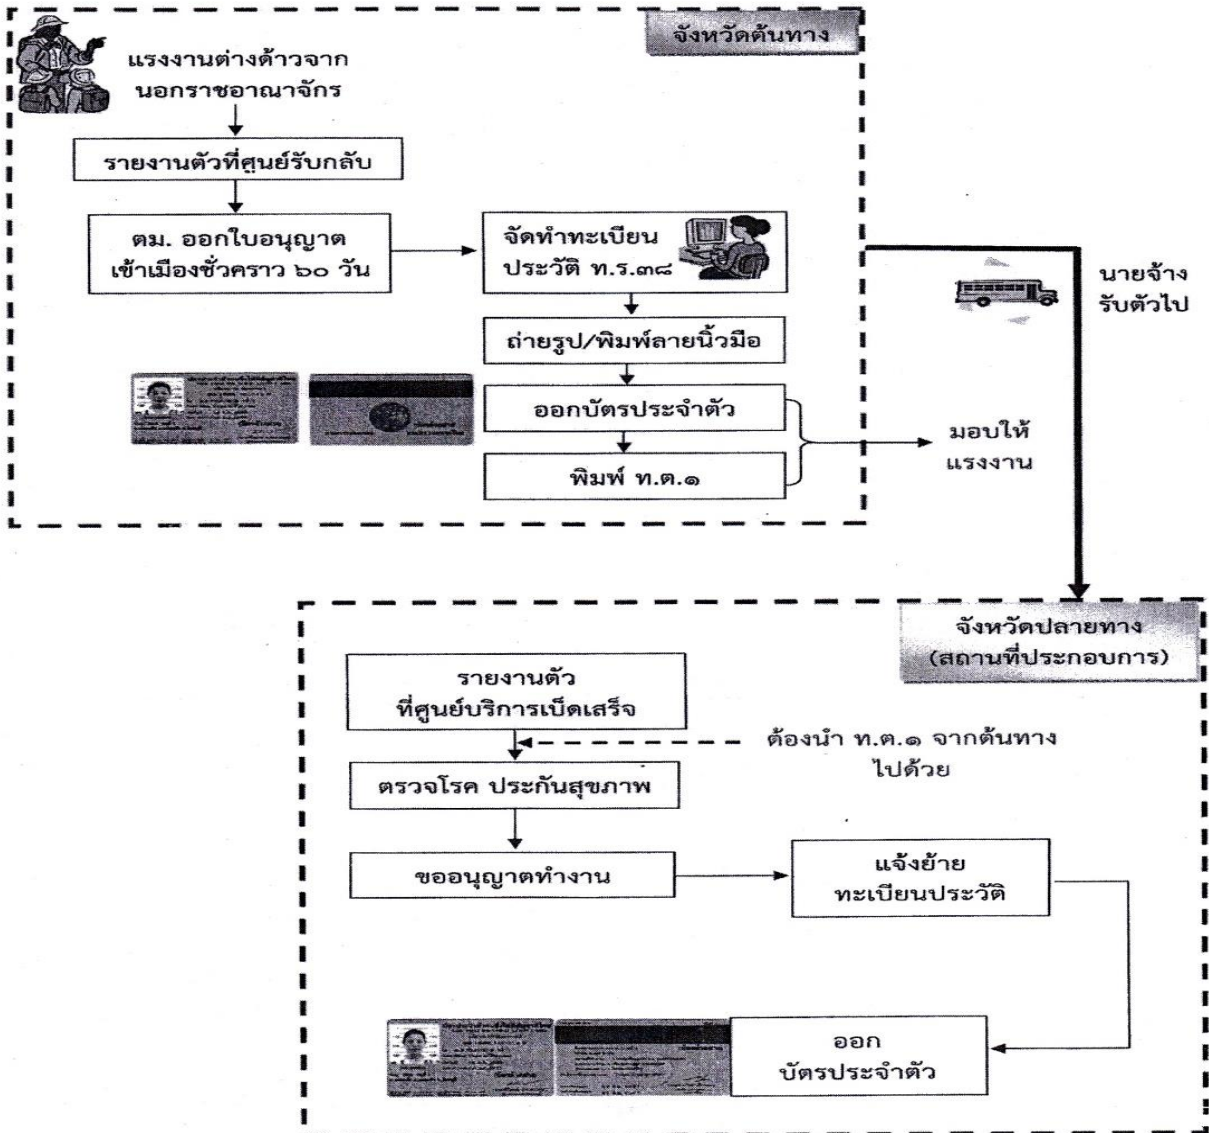 จังหวัดต้นทาง
แรงงานต่างด้าวจาก
นอกราชอาณาจักร
รายงานตัวที่ศูนย์รับกลับ
ตม. ออกใบอนุญาต
เข้าเมืองชั่วคราว ๖๐ วัน
จัดทำทะเบียน
ประวัติ ท.ร.๓๘
ถ่ายรูป/พิมพ์ลายนิ้วมือ
ออกบัตรประจำตัว
พิมพ์ ท.ต.๑
มอบให้
แรงงาน
นายจ้าง
รับตัวไป
จังหวัดปลายทาง
(สถานที่ประกอบการ)
รายงานตัว
ที่ศูนย์บริการเบ็ดเสร็จ
ต้องนำ ท.ต.๑ จากต้นทาง
ไปด้วย
ตรวจโรค ประกันสุขภาพ
ขออนุญาตทำงาน
แจ้งย้าย
ทะเบียนประวัติ
ออก
บัตรประจำตัว